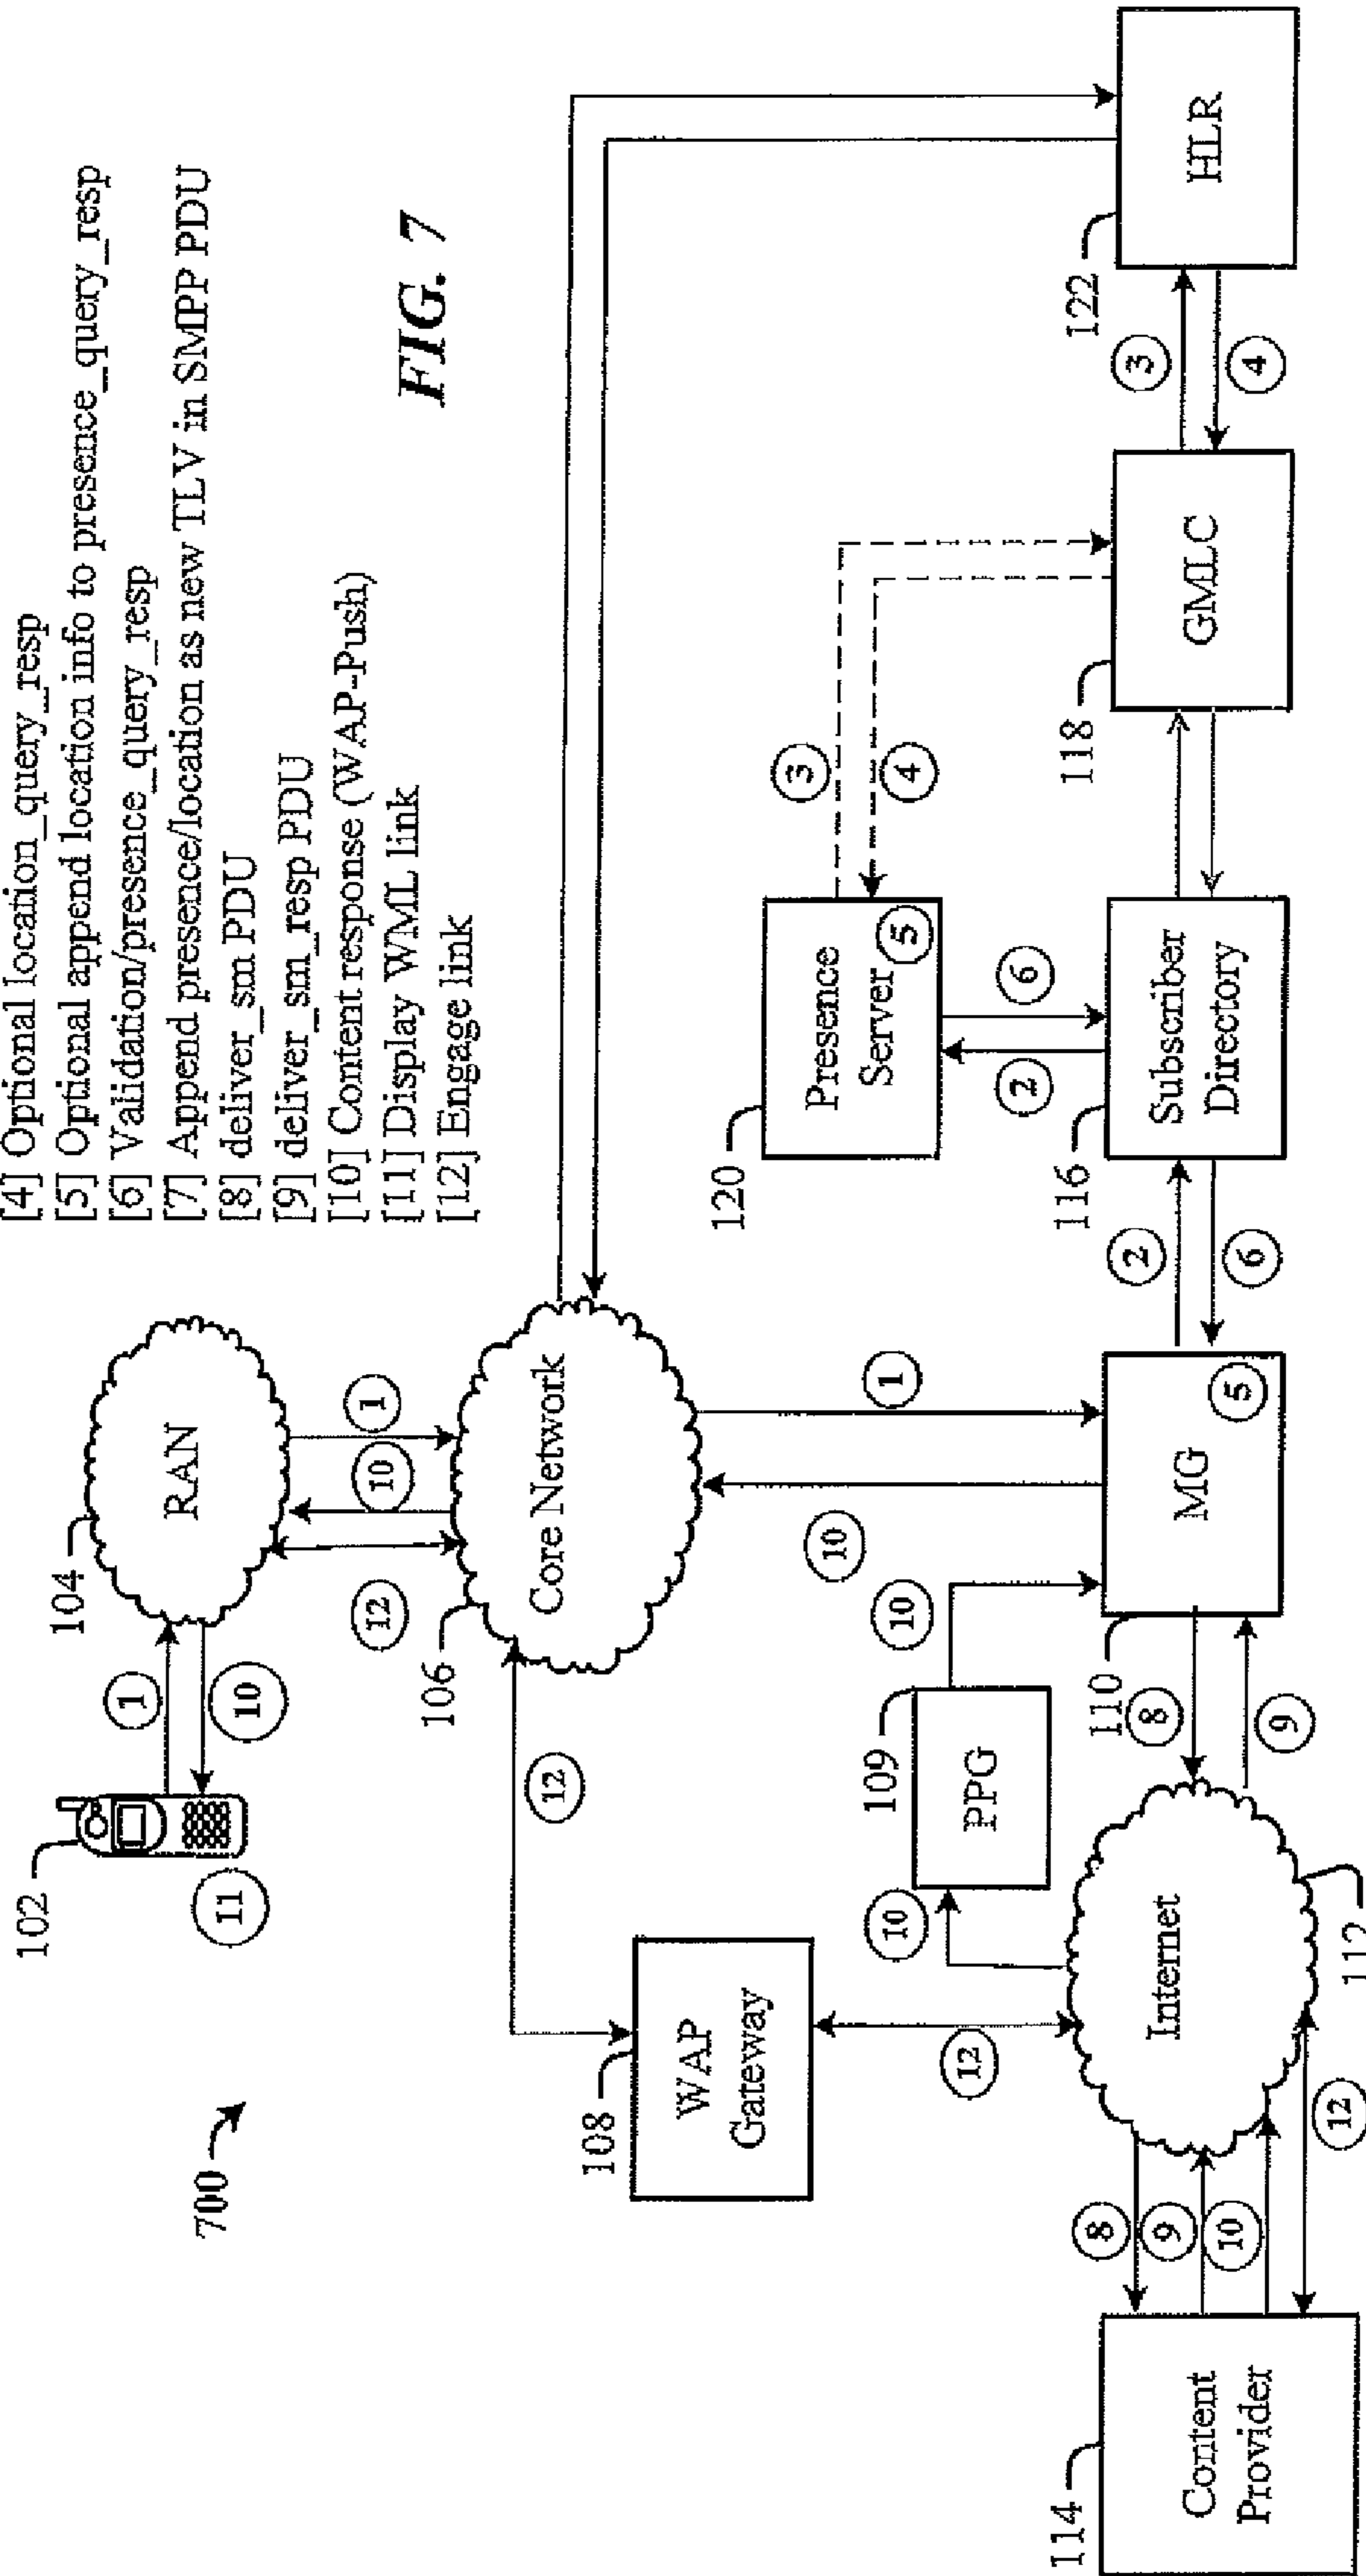 [4] Optional location_query_resp
[5] Optional append location info to presence_query_resp
[6] Validation/presence_query_resp
[7] Append presence/location as new TLV in SMPP PDU
[8] deliver_sm PDU
[9] deliver_sm_resp PDU
[10] Content response (WAP-Push)
[11] Display WML link
[12] Engage link
FIG. 7
700
102
11
1
10
104
RAN
1
10
12
106
Core Network
12
108
WAP
Gateway
12
1
10
10
109
PPG
10
114
Content
Provider
8
9
10
12
Internet
112
8
9
110
MG
5
2
6
116
Subscriber
Directory
2
6
120
Presence
Server
5
3
4
118
GMLC
3
4
122
HLR